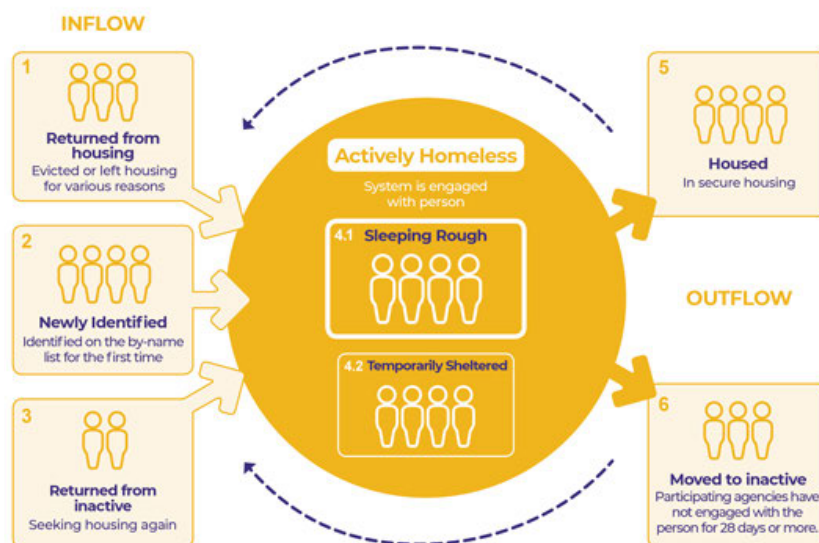 INFLOW
1
Returned from
housing
Evicted or left housing
for various reasons
2
Newly Identified
Identified on the by-name
list for the first time
3
Returned from
inactive
Seeking housing again
Actively Homeless
System is engaged
with person
4.1 Sleeping Rough
4.2 Temporarily Sheltered
5
Housed
In secure housing
OUTFLOW
6
Moved to inactive
Participating agencies have
not engaged with the
person for 28 days or more.